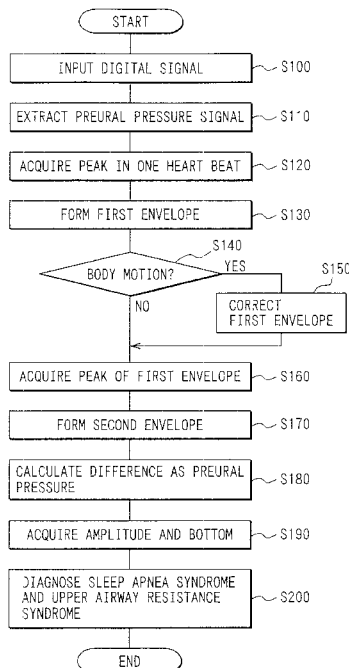 START
INPUT DIGITAL SIGNAL
S100
EXTRACT PREURAL PRESSURE SIGNAL
S110
ACQUIRE PEAK IN ONE HEART BEAT
S120
FORM FIRST ENVELOPE
S130
S140
BODY MOTION?
YES
S150
NO
CORRECT
FIRST ENVELOPE
ACQUIRE PEAK OF FIRST ENVELOPE
S160
FORM SECOND ENVELOPE
S170
CALCULATE DIFFERENCE AS PREURAL
PRESSURE
S180
ACQUIRE AMPLITUDE AND BOTTOM
S190
DIAGNOSE SLEEP APNEA SYNDROME
AND UPPER AIRWAY RESISTANCE
SYNDROME
S200
END